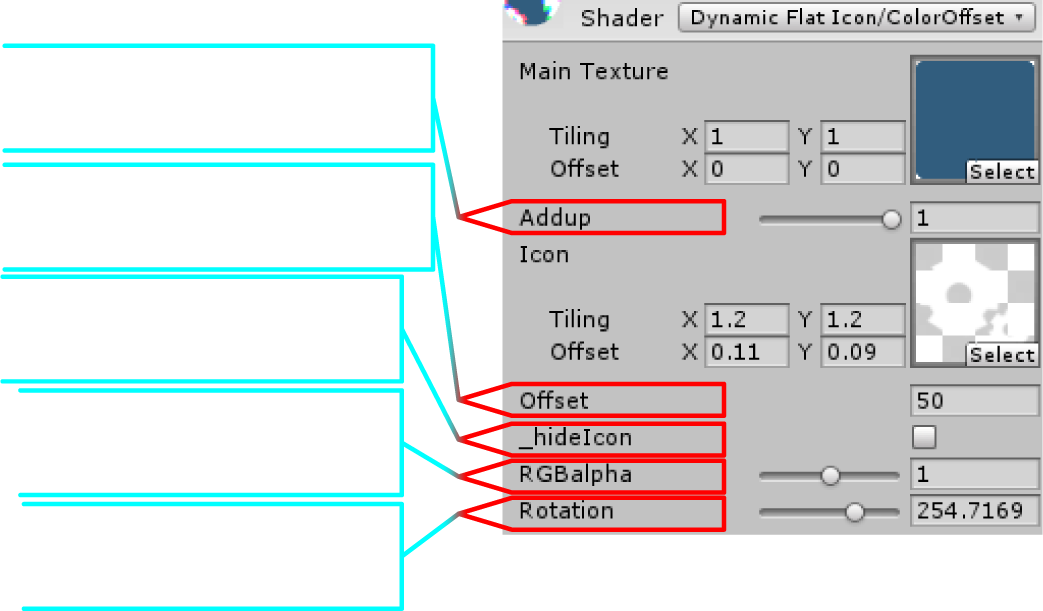 Shader Dynamic Flat Icon/ColorOffset
Main Texture
Tiling X 1 Y 1
Offset X 0 Y 0
Select
Addup 1
Icon
Tiling X 1.2 Y 1.2
Offset X 0.11 Y 0.09
Select
Offset 50
_hideIcon
RGBalpha 1
Rotation 254.7169